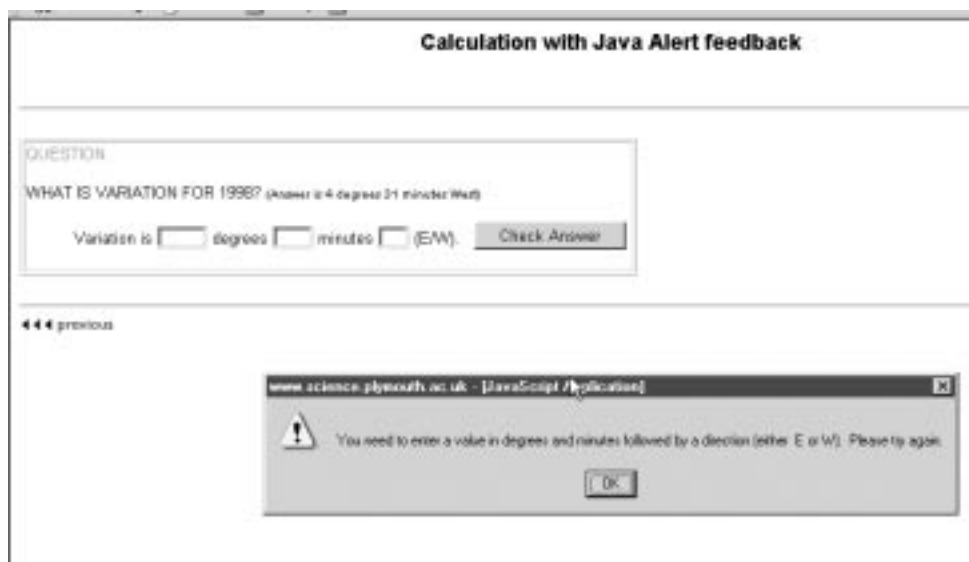 Calculation with Java Alert feedback
QUESTION
WHAT IS VARIATION FOR 1998? (Answer is 4 degrees 31 minutes West)
Variation is degrees minutes (E/W). Check Answer
previous
www.science.plymouth.ac.uk - [JavaScript Application]
You need to enter a value in degrees and minutes followed by a direction (either E or W). Please try again.
OK